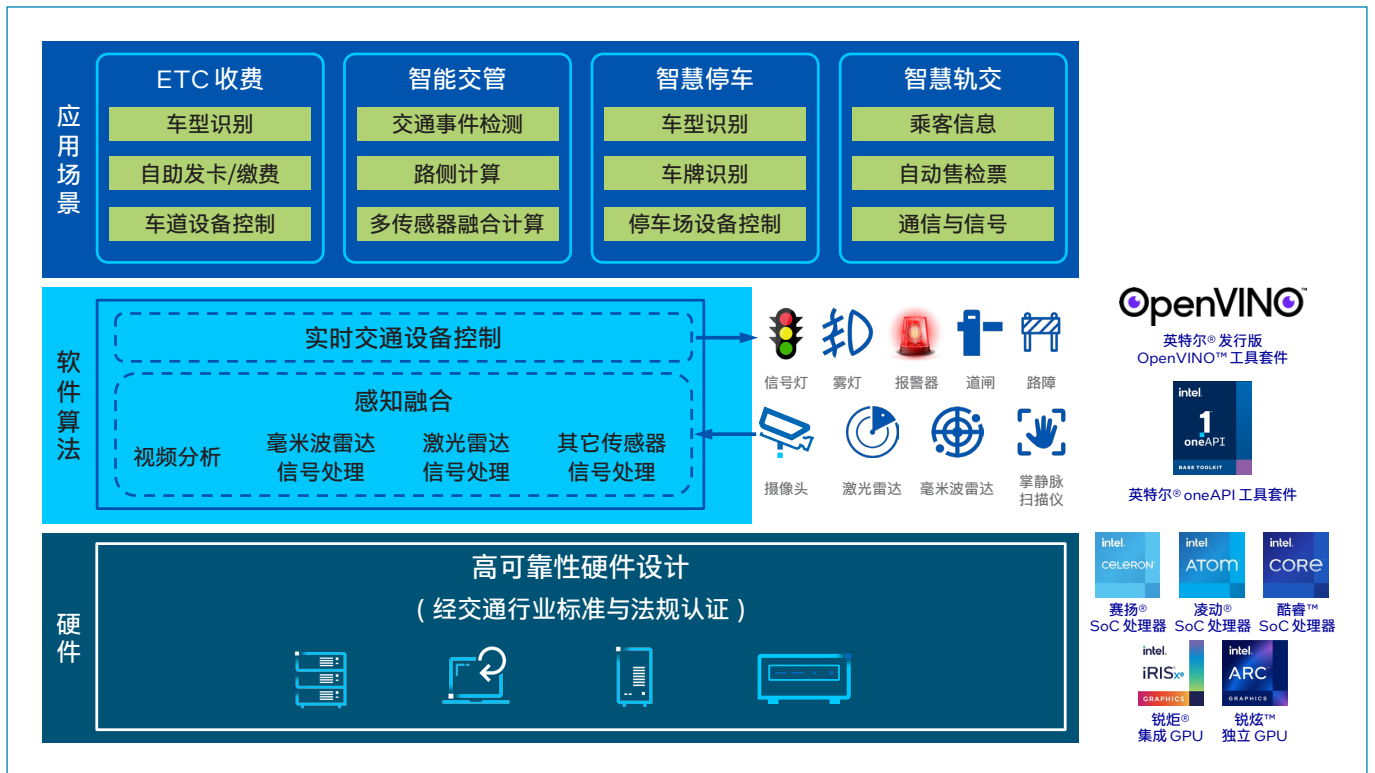 应用场景
ETC 收费
车型识别
自助发卡/缴费
车道设备控制
智能交管
交通事件检测
路侧计算
多传感器融合计算
智慧停车
车型识别
车牌识别
停车场设备控制
智慧轨交
乘客信息
自动售检票
通信与信号
软件算法
实时交通设备控制
感知融合
视频分析
毫米波雷达
信号处理
激光雷达
信号处理
其它传感器
信号处理
信号灯
雾灯
报警器
道闸
路障
摄像头
激光雷达
毫米波雷达
掌静脉
扫描仪
OpenVINO™
英特尔® 发行版
OpenVINO™ 工具套件
intel.
1
oneAPI
BASE TOOLKIT
英特尔® oneAPI 工具套件
硬件
高可靠性硬件设计
（经交通行业标准与法规认证）
intel.
CELERON
赛扬®
SoC 处理器
intel.
ATOM
凌动®
SoC 处理器
intel.
CORE
酷睿™
SoC 处理器
intel.
iRIS Xe
GRAPHICS
锐炬®
集成 GPU
intel.
ARC
GRAPHICS
锐炫™
独立 GPU